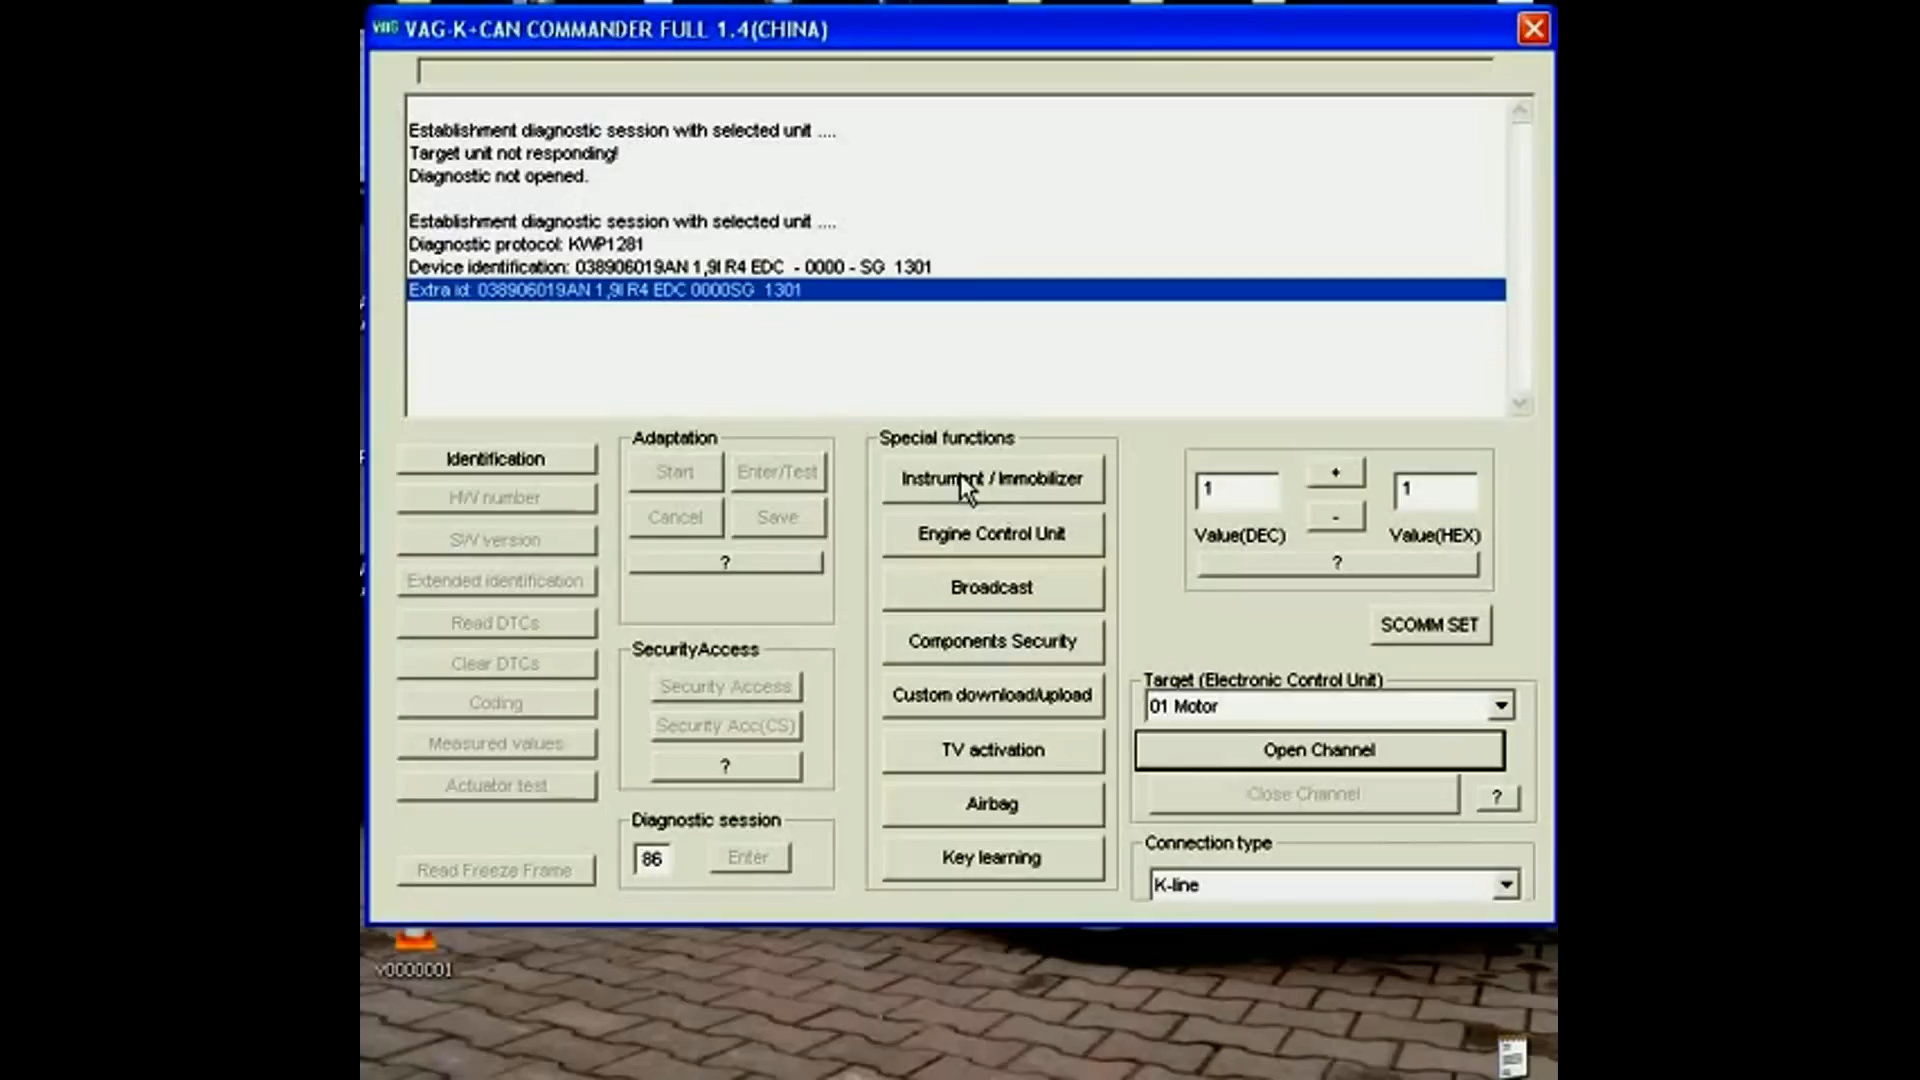 VAG-K+CAN COMMANDER FULL 1.4(CHINA)
Establishment diagnostic session with selected unit ....
Target unit not responding!
Diagnostic not opened.
Establishment diagnostic session with selected unit ....
Diagnostic protocol: KWP1281
Device identification: 038906019AN 1,9l R4 EDC  - 0000 - SG  1301
Extra id: 038906019AN 1,9l R4 EDC 0000SG  1301
Identification
HW number
SW version
Extended identification
Read DTCs
Clear DTCs
Coding
Measured values
Actuator test
Read Freeze Frame
Adaptation
Start
Enter/Test
Cancel
Save
?
SecurityAccess
Security Access
Security Acc(CS)
?
Diagnostic session
86
Enter
Special functions
Instrument / Immobilizer
Engine Control Unit
Broadcast
Components Security
Custom download/upload
TV activation
Airbag
Key learning
1
+
1
-
Value(DEC)
Value(HEX)
?
SCOMM SET
Target (Electronic Control Unit)
01 Motor
Open Channel
Close Channel
?
Connection type
K-line
v0000001